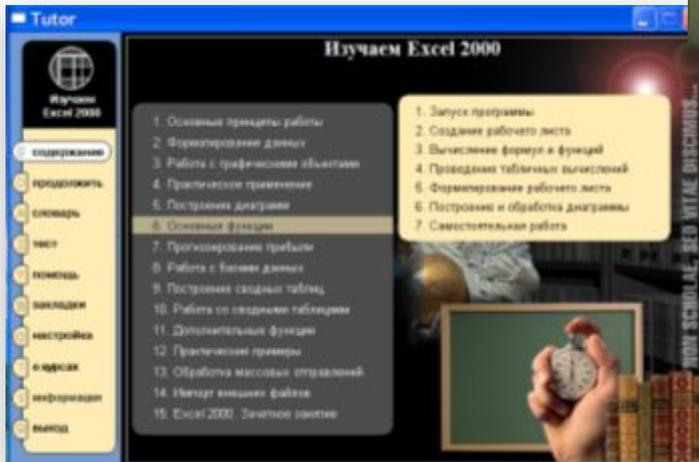 Tutor
Изучаем Excel 2000
Изучаем
Excel 2000
содержание
продолжить
словарь
тест
помощь
закладки
настройка
о курсах
информация
выход
1. Основные принципы работы
2. Форматирование данных
3. Работа с графическими объектами
4. Практическое применение
5. Построение диаграмм
6. Основные функции
7. Прогнозирование прибыли
8. Работа с базами данных
9. Построение сводных таблиц
10. Работа со сводными таблицами
11. Дополнительные функции
12. Практические примеры
13. Обработка массовых отправлений
14. Импорт внешних файлов
15. Excel 2000. Зачетное занятие
1. Запуск программы
2. Создание рабочего листа
3. Вычисление формул и функций
4. Проведение табличных вычислений
5. Форматирование рабочего листа
6. Построение и обработка диаграммы
7. Самостоятельная работа
NON SCHOLAE, SED VITAE DISCIMUS...